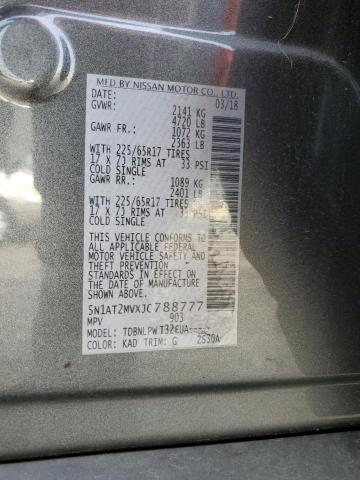 MFD BY NISSAN MOTOR CO., LTD.
DATE: 03/18
GVWR: 2141 KG
4720 LB
GAWR FR. 1072 KG
2363 LB
WITH 225/65R17 TIRES
17 X 7J RIMS AT 33 PSI
COLD SINGLE
GAWR RR. 1089 KG
2401 LB
WITH 225/65R17 TIRES
17 X 7J RIMS AT PSI
COLD SINGLE
THIS VEHICLE CONFORMS TO
ALL APPLICABLE FEDERAL
MOTOR VEHICLE SAFETY AND
THEFT PREVENTION
STANDARDS IN EFFECT ON
THE DATE OF MANUFACTURE
SHOWN ABOVE.
5N1AT2MVXJC788777
MPV 903
MODEL:
COLOR: KAD TRIM: G